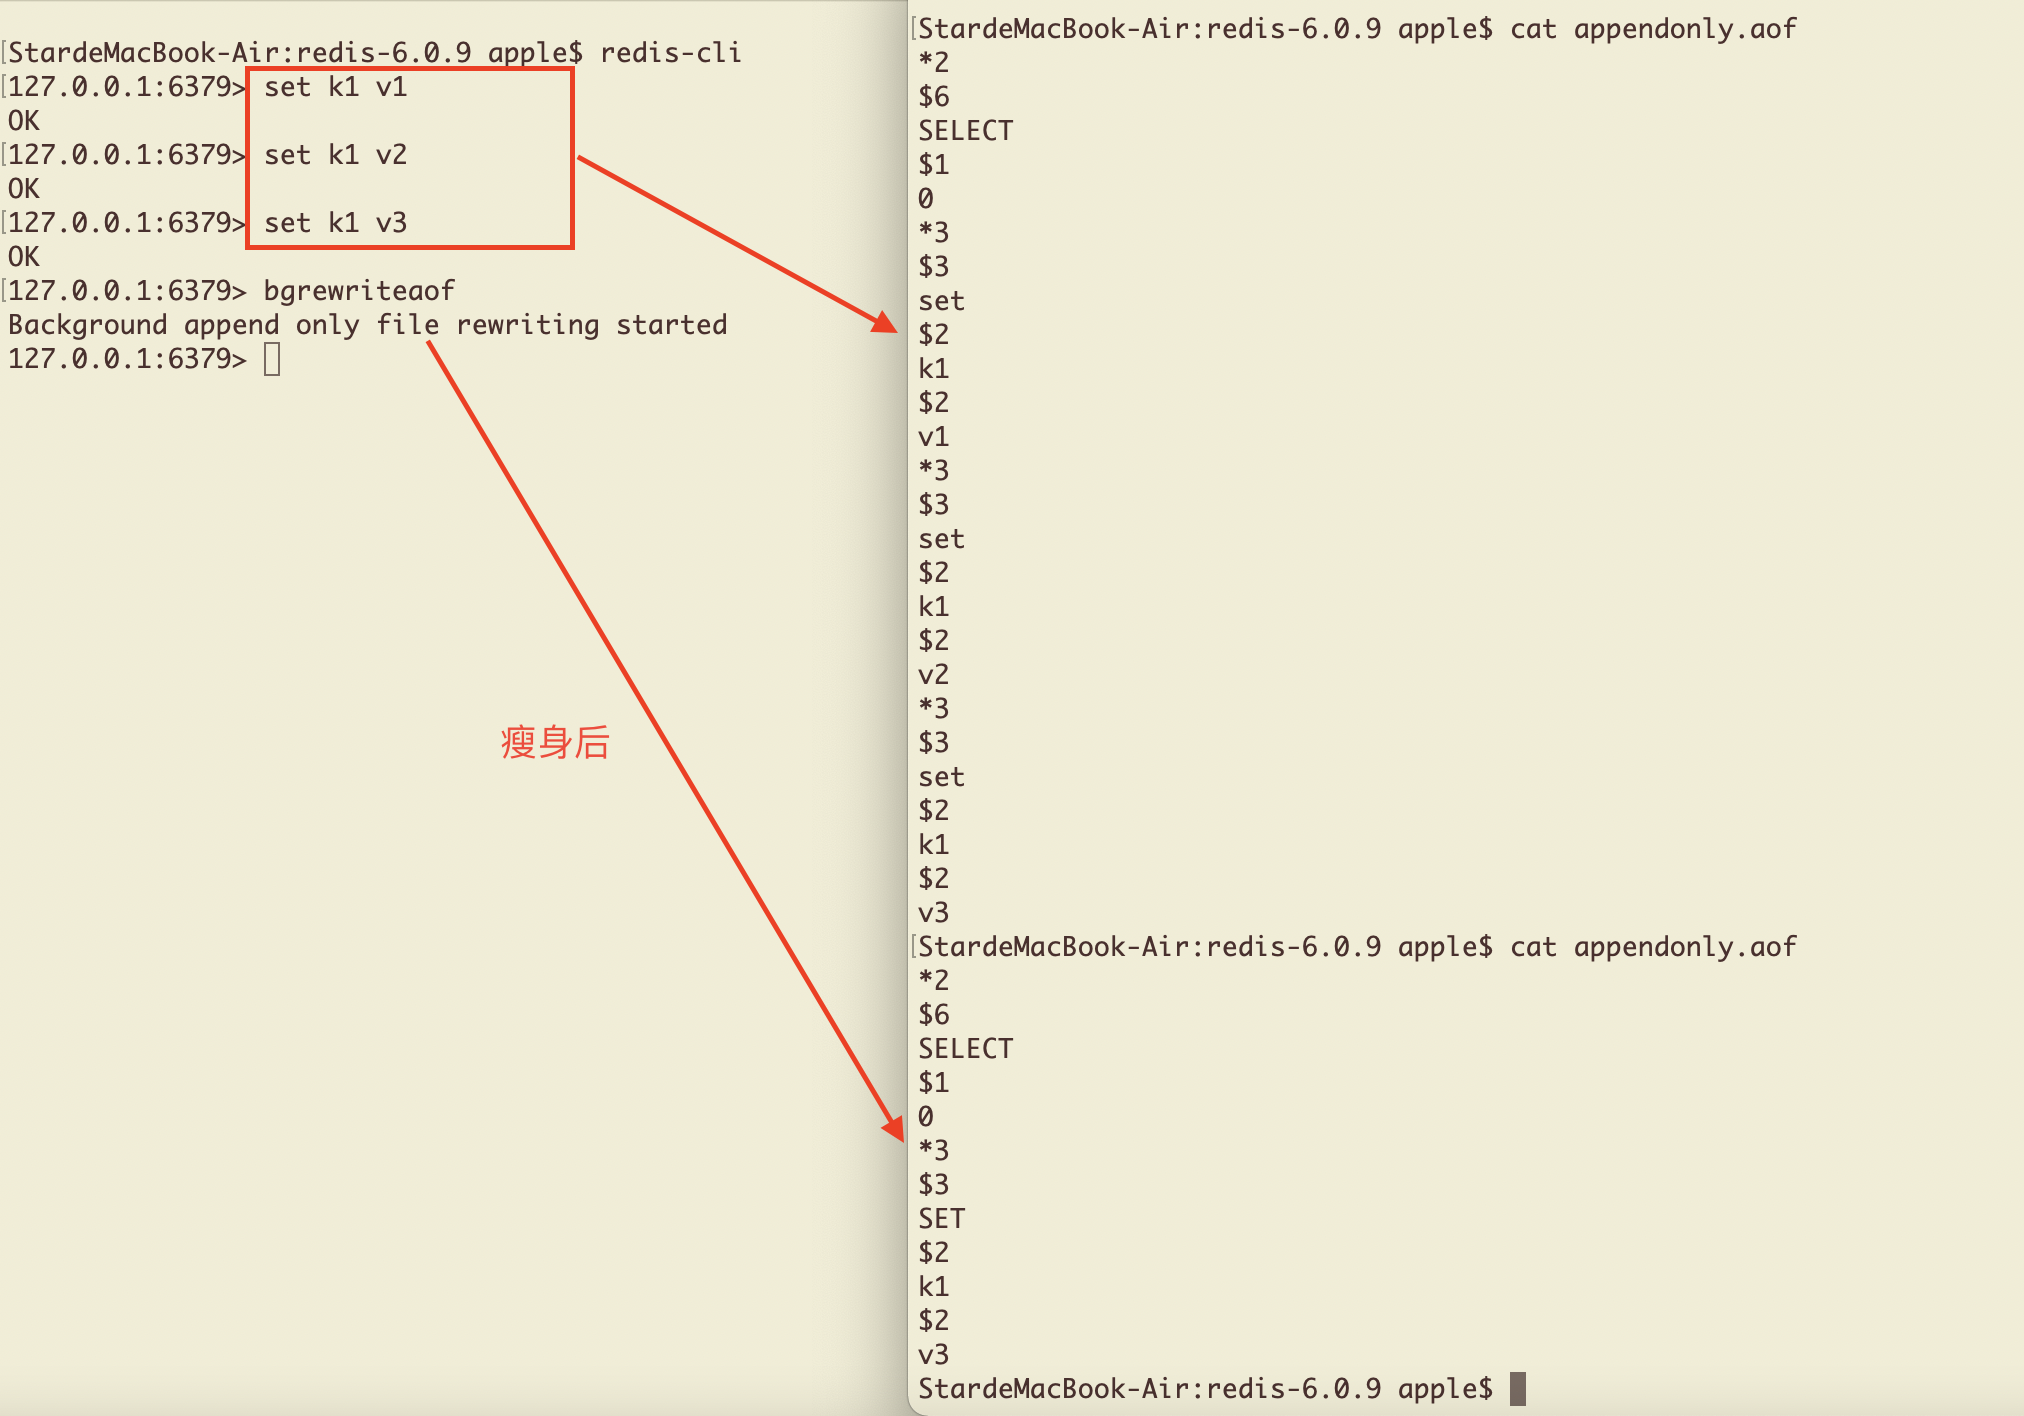 StardeMacBook-Air:redis-6.0.9 apple$ redis-cli
127.0.0.1:6379> set k1 v1
OK
127.0.0.1:6379> set k1 v2
OK
127.0.0.1:6379> set k1 v3
OK
127.0.0.1:6379> bgrewriteaof
Background append only file rewriting started
127.0.0.1:6379>
瘦身后
StardeMacBook-Air:redis-6.0.9 apple$ cat appendonly.aof
*2
$6
SELECT
$1
0
*3
$3
set
$2
k1
$2
v1
*3
$3
set
$2
k1
$2
v2
*3
$3
set
$2
k1
$2
v3
StardeMacBook-Air:redis-6.0.9 apple$ cat appendonly.aof
*2
$6
SELECT
$1
0
*3
$3
SET
$2
k1
$2
v3
StardeMacBook-Air:redis-6.0.9 apple$